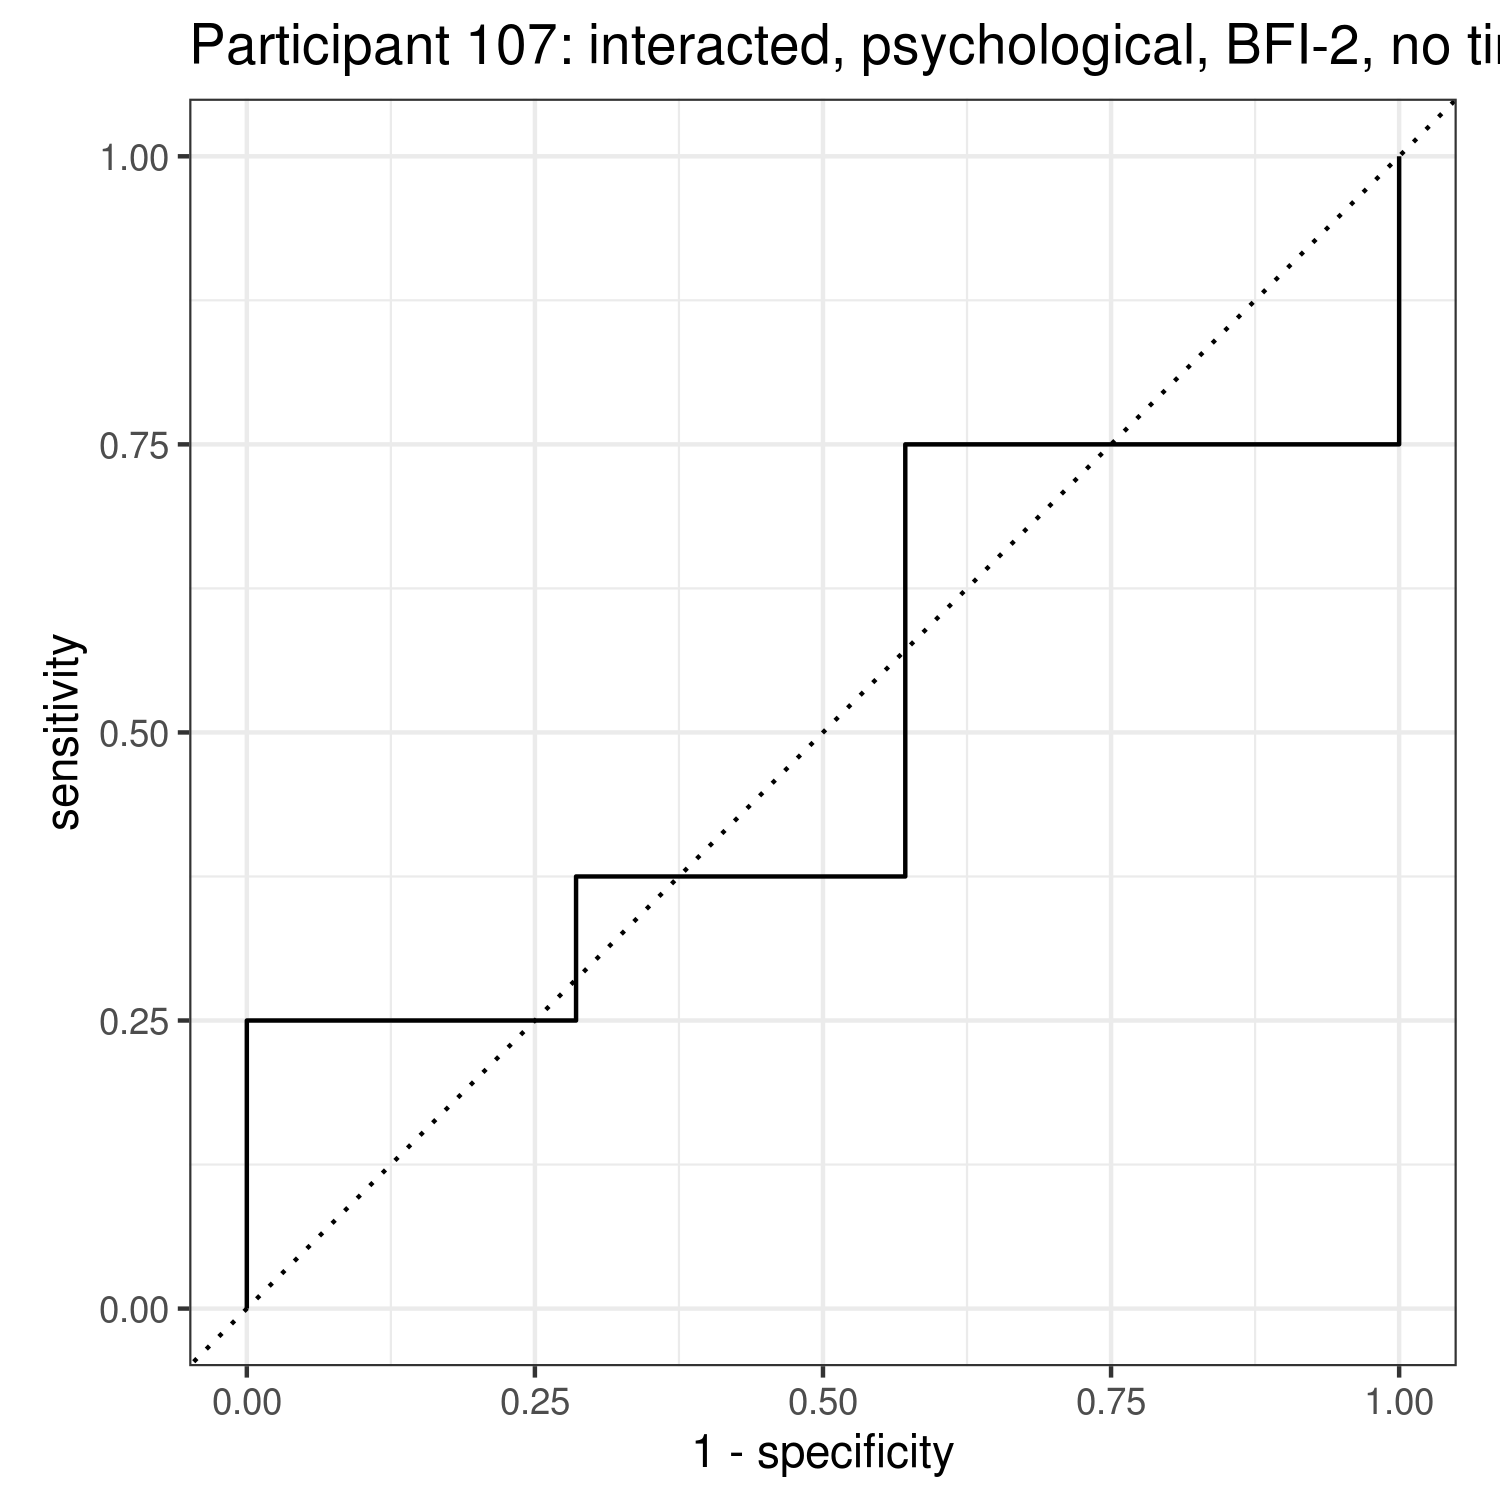 Participant 107: interacted, psychological, BFI-2, no
1.00
0.75
0.50
0.25
0.00
sensitivity
0.00 0.25 0.50 0.75 1.00
1 - specificity